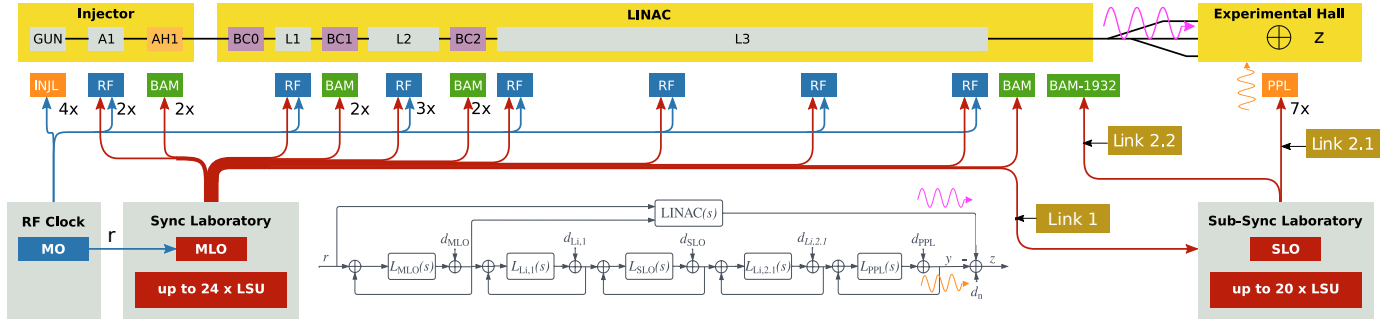 Injector
LINAC
Experimental Hall
GUN
A1
AH1
BC0
L1
BC1
L2
BC2
L3
z
INJL
4x
RF
2x
BAM
2x
RF
BAM
2x
RF
3x
BAM
2x
RF
RF
RF
RF
BAM
BAM-1932
PPL
7x
Link 2.2
Link 2.1
Link 1
RF Clock
MO
r
Sync Laboratory
MLO
up to 24 x LSU
Sub-Sync Laboratory
SLO
up to 20 x LSU
LINAC(s)
r
L_MLO(s)
d_MLO
L_Li,1(s)
d_Li,1
L_SLO(s)
d_SLO
L_Li,2.1(s)
d_Li,2.1
L_PPL(s)
d_PPL
y
-
z
d_n